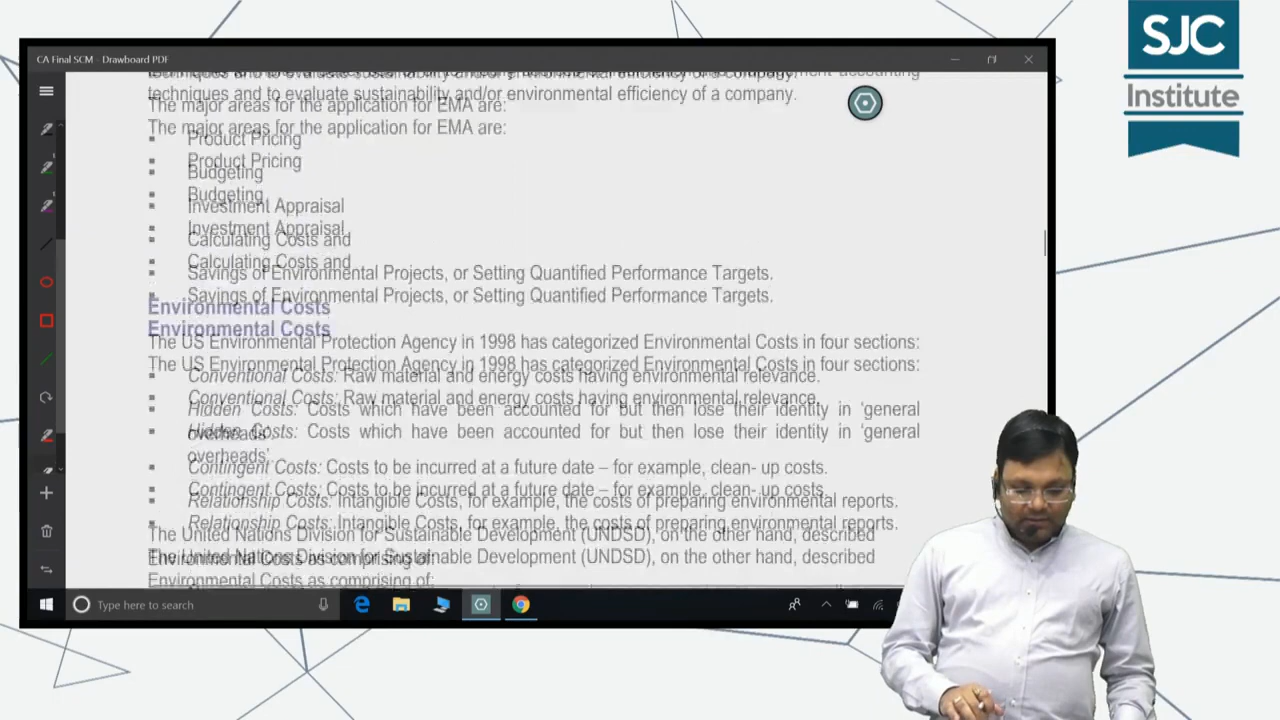 SJC
Institute
CA Final SCM - Drawboard PDF
techniques and to evaluate sustainability and/or environmental efficiency of a company.
The major areas for the application for EMA are:
Product Pricing
Budgeting
Investment Appraisal
Calculating Costs and
Savings of Environmental Projects, or Setting Quantified Performance Targets.
Environmental Costs
The US Environmental Protection Agency in 1998 has categorized Environmental Costs in four sections:
Conventional Costs: Raw material and energy costs having environmental relevance.
Hidden Costs: Costs which have been accounted for but then lose their identity in 'general
overheads'.
Contingent Costs: Costs to be incurred at a future date – for example, clean- up costs.
Relationship Costs: Intangible Costs, for example, the costs of preparing environmental reports.
The United Nations Division for Sustainable Development (UNDSD), on the other hand, described
Environmental Costs as comprising of:
Type here to search